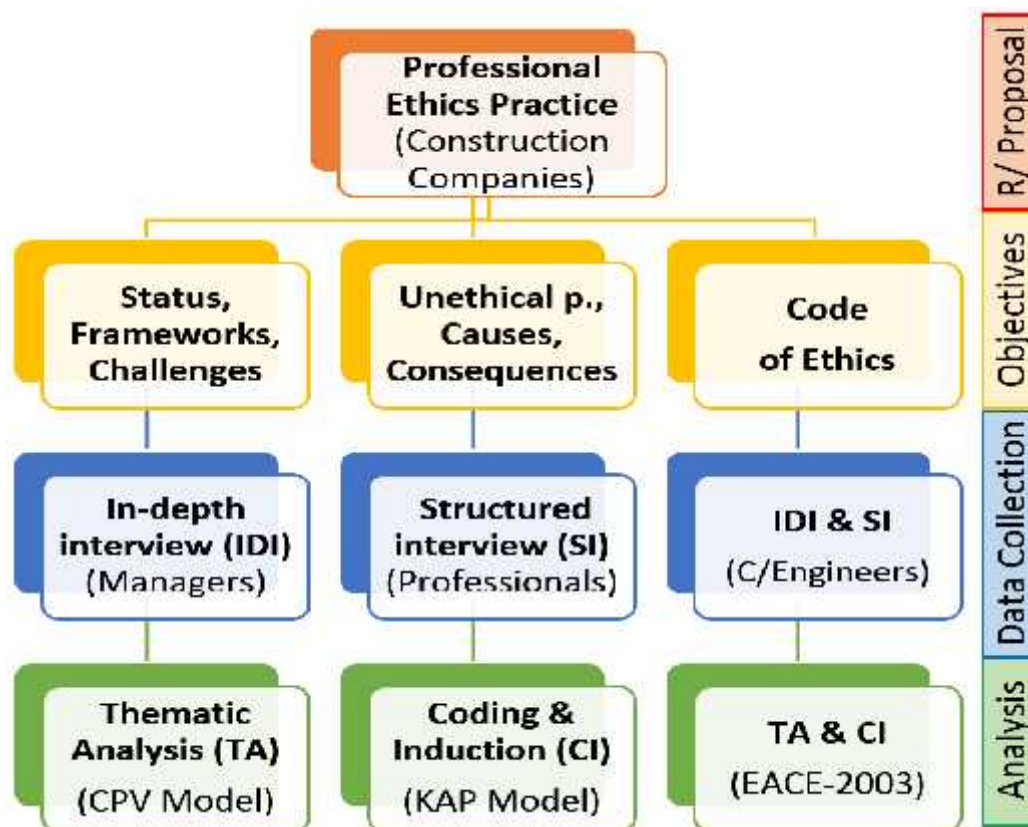 Professional
Ethics Practice
(Construction
Companies)
R/ Proposal
Status,
Frameworks,
Challenges
Unethical p.,
Causes,
Consequences
Code
of Ethics
Objectives
In-depth
interview (IDI)
(Managers)
Structured
interview (SI)
(Professionals)
IDI & SI
(C/Engineers)
Data Collection
Thematic
Analysis (TA)
(CPV Model)
Coding &
Induction (CI)
(KAP Model)
TA & CI
(EACE-2003)
Analysis